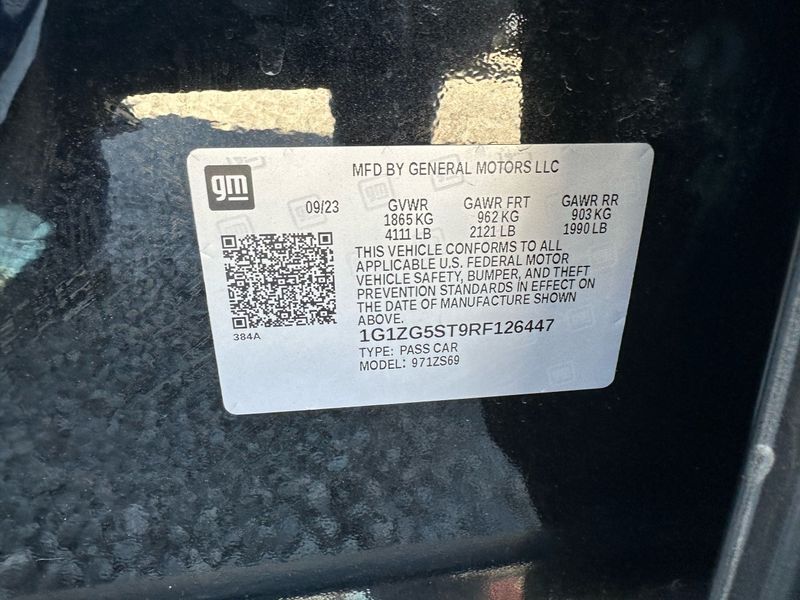 gm
MFD BY GENERAL MOTORS LLC
09/23
GVWR GAWR FRT GAWR RR
1865 KG 962 KG 903 KG
4111 LB 2121 LB 1990 LB
THIS VEHICLE CONFORMS TO ALL
APPLICABLE U.S. FEDERAL MOTOR
VEHICLE SAFETY, BUMPER, AND THEFT
PREVENTION STANDARDS IN EFFECT ON
THE DATE OF MANUFACTURE SHOWN
ABOVE.
384A
1G1ZG5ST9RF126447
TYPE: PASS CAR
MODEL: 971ZS69